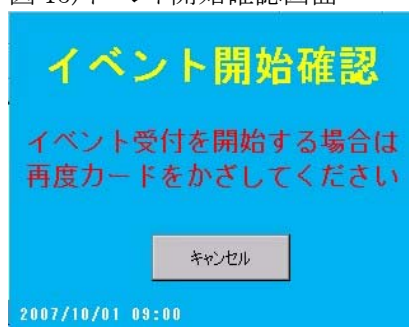 イベント開始確認
イベント受付を開始する場合は
再度カードをかざしてください
キャンセル
2007/10/01 09:00